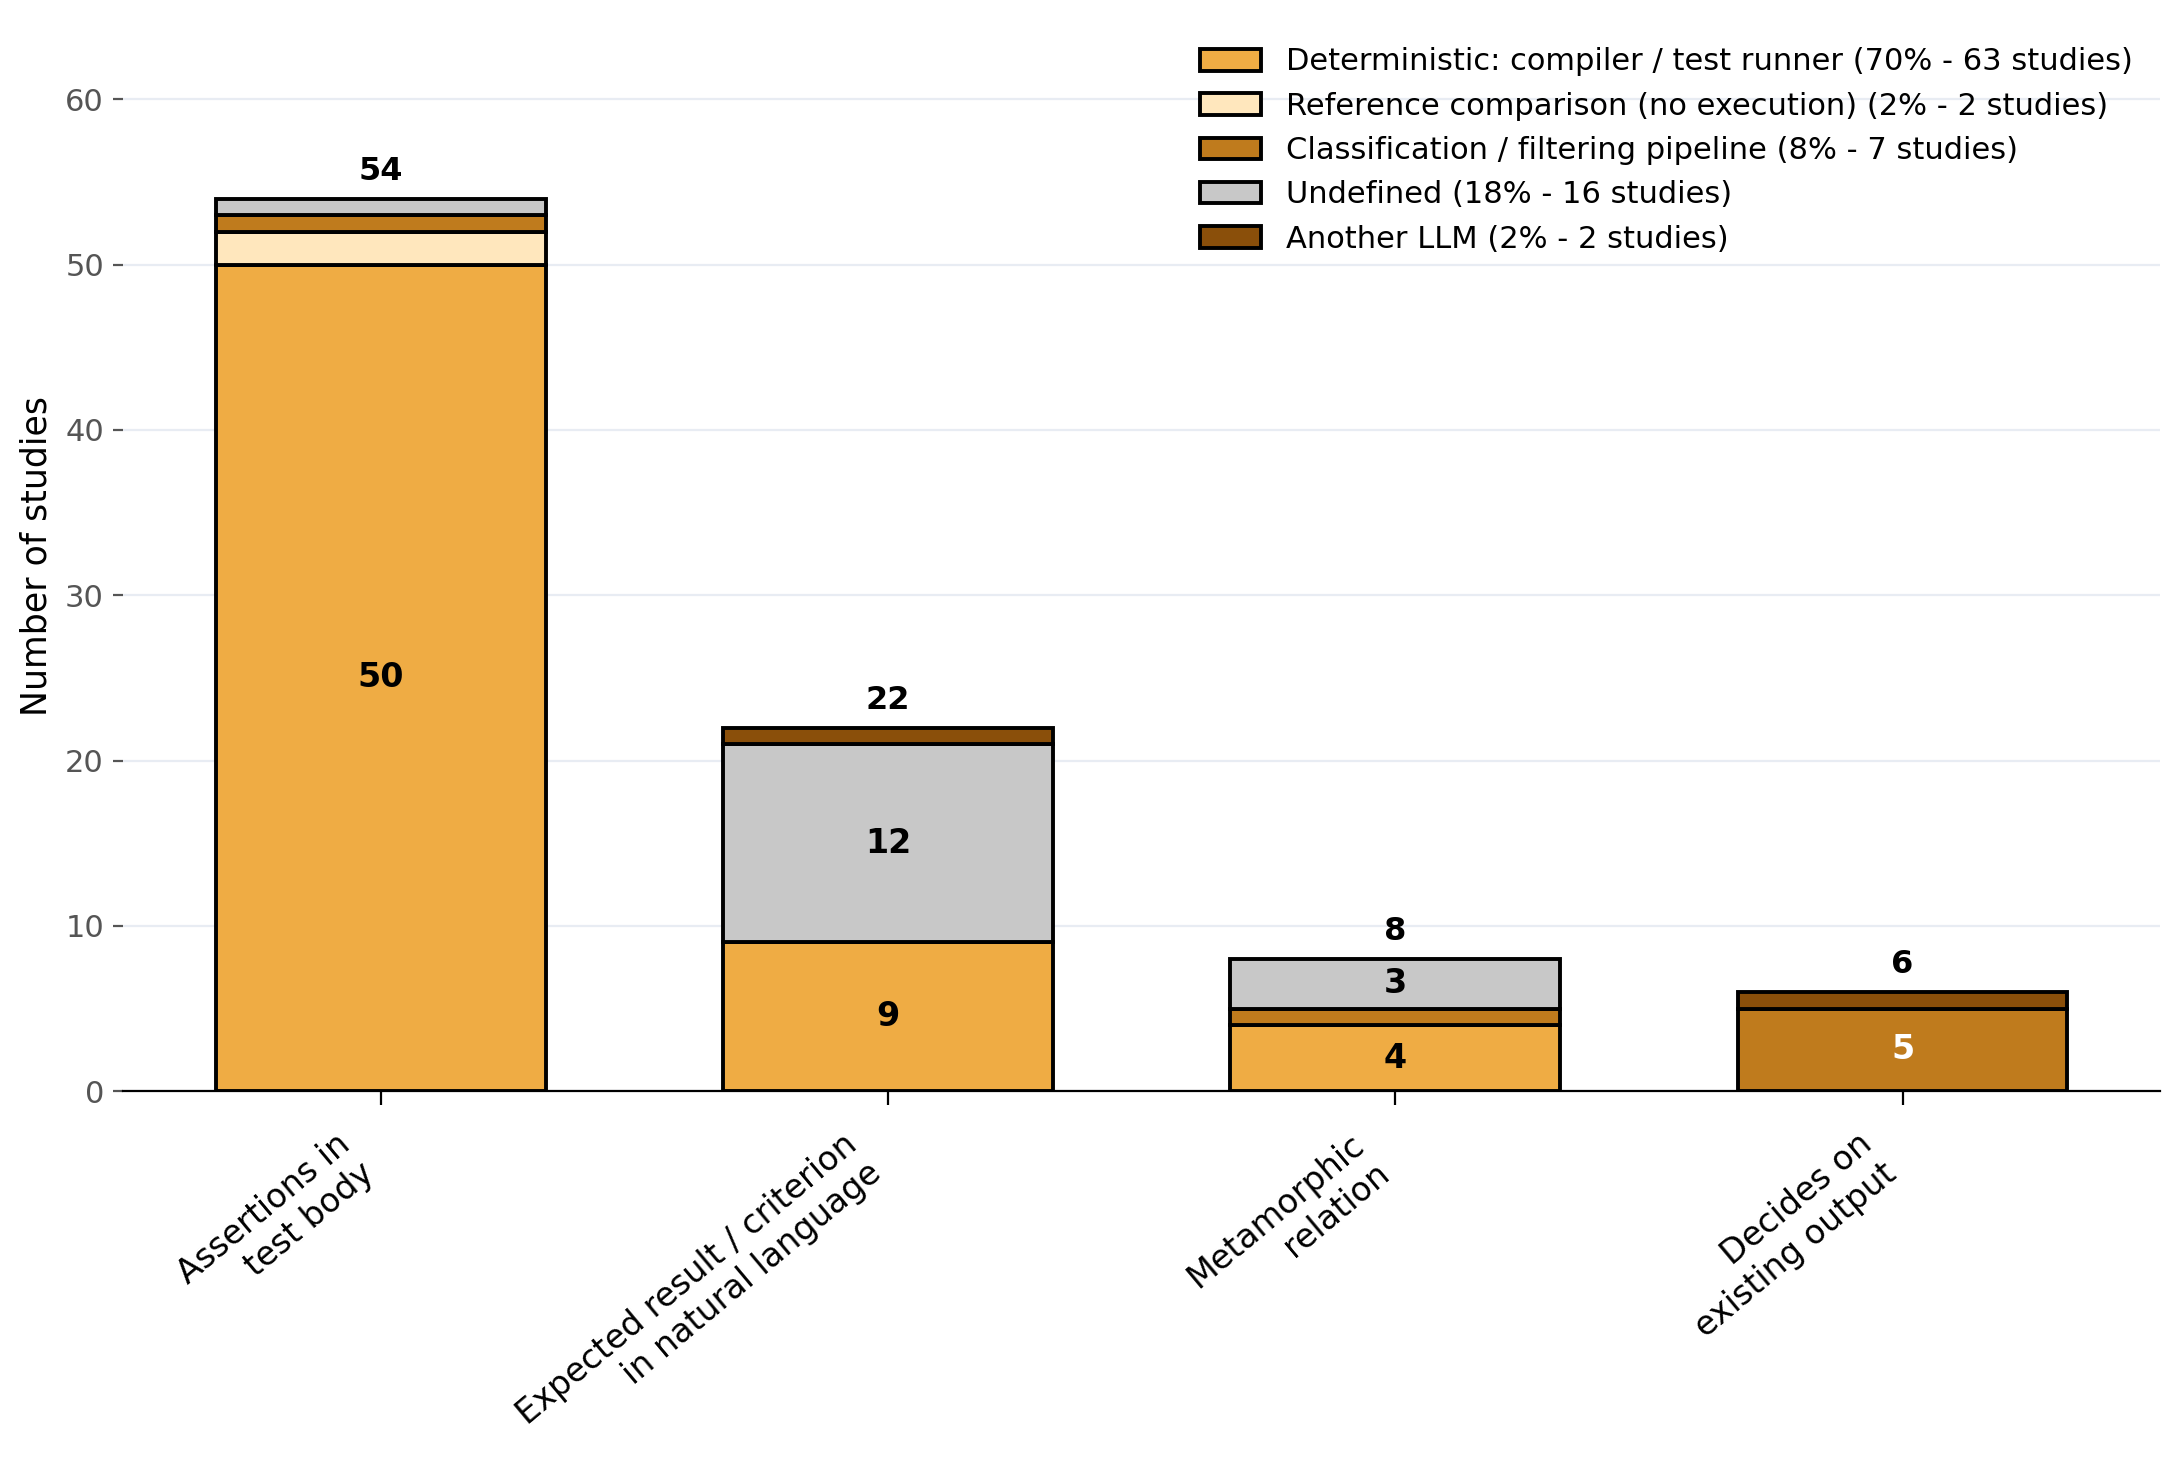 Deterministic: compiler / test runner (70% - 63 studies)
Reference comparison (no execution) (2% - 2 studies)
Classification / filtering pipeline (8% - 7 studies)
Undefined (18% - 16 studies)
Another LLM (2% - 2 studies)
Number of studies
60
50
40
30
20
10
0
54
50
22
12
9
8
3
4
6
5
Assertions in
test body
Expected result / criterion
in natural language
Metamorphic
relation
Decides on
existing output